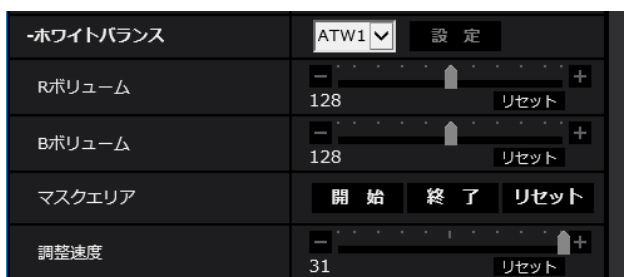 -ホワイトバランス ATW1 設 定
Rボリューム − +
128 リセット
Bボリューム − +
128 リセット
マスクエリア 開 始 終 了 リセット
調整速度 − +
31 リセット